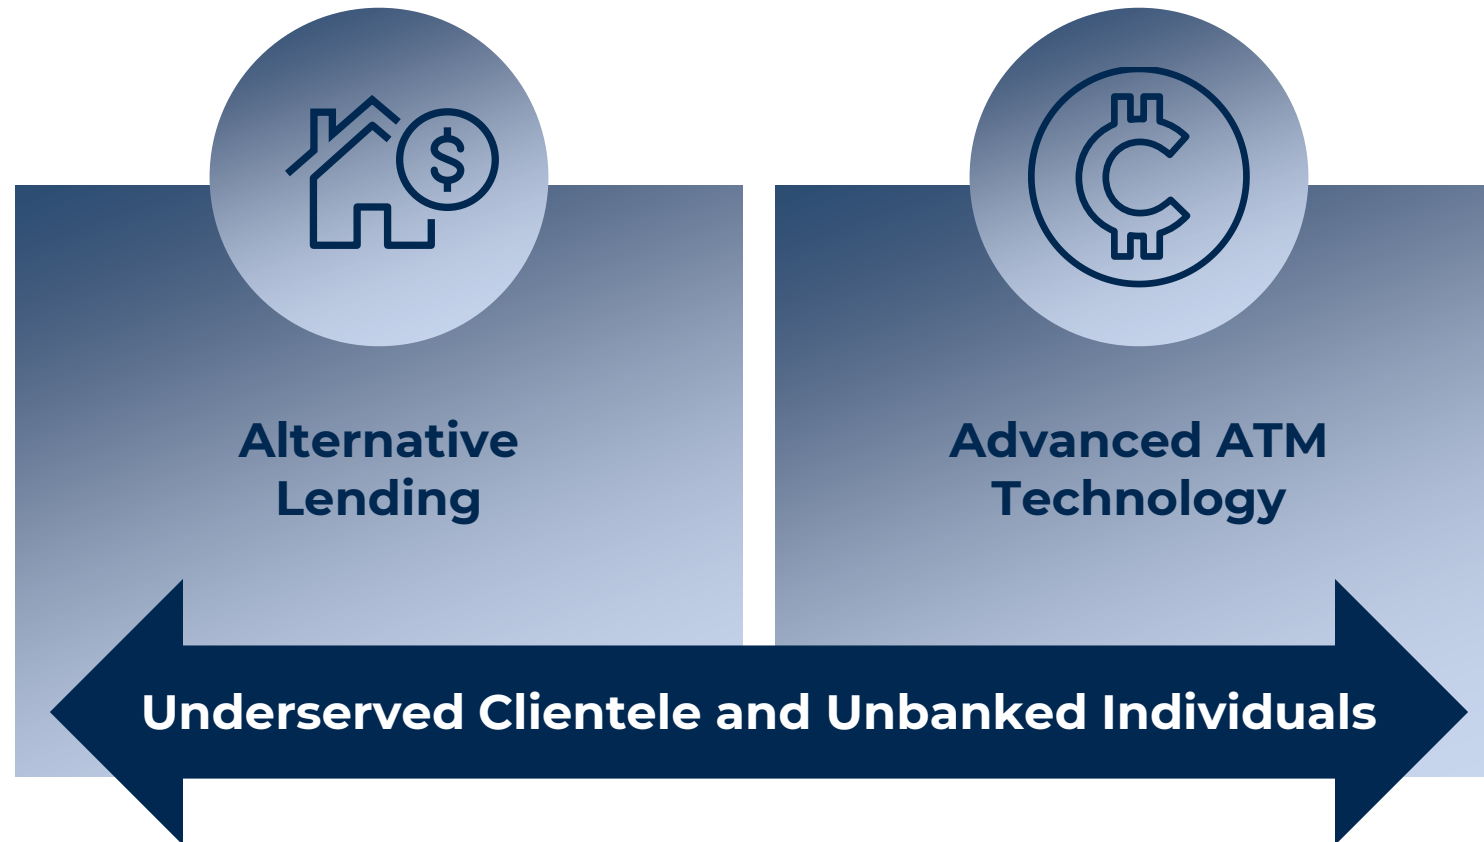 Alternative
Lending
Advanced ATM
Technology
Underserved Clientele and Unbanked Individuals